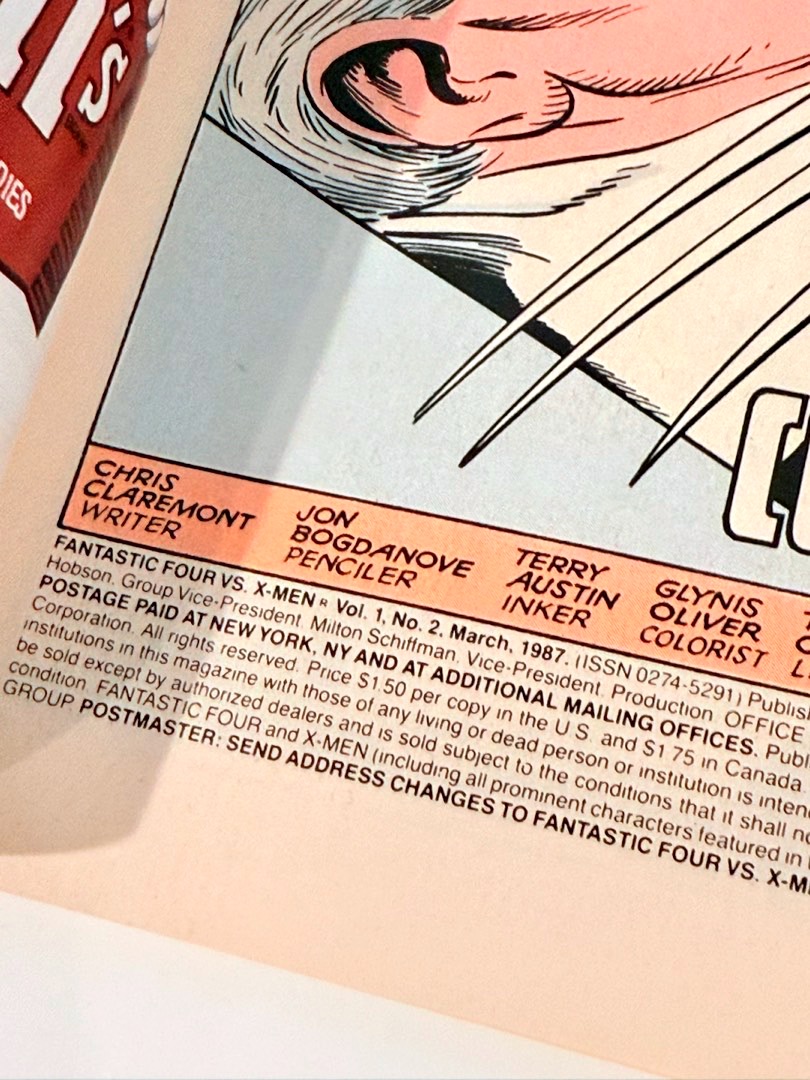 's
CHRIS
CLAREMONT
WRITER
JON
BOGDANOVE
PENCILER
TERRY
AUSTIN
INKER
GLYNIS
OLIVER
COLORIST
FANTASTIC FOUR VS. X-MEN® Vol. 1, No. 2, March, 1987. (ISSN 0274-5291) Publis
Hobson, Group Vice-President. Milton Schiffman, Vice-President, Production. OFFICE
POSTAGE PAID AT NEW YORK, NY AND AT ADDITIONAL MAILING OFFICES. Publ
Corporation. All rights reserved. Price $1.50 per copy in the U.S. and $1.75 in Canada.
institutions in this magazine with those of any living or dead person or institution is inten
be sold except by authorized dealers and is sold subject to the conditions that it shall no
condition. FANTASTIC FOUR and X-MEN (including all prominent characters featured in
GROUP POSTMASTER: SEND ADDRESS CHANGES TO FANTASTIC FOUR VS. X-M